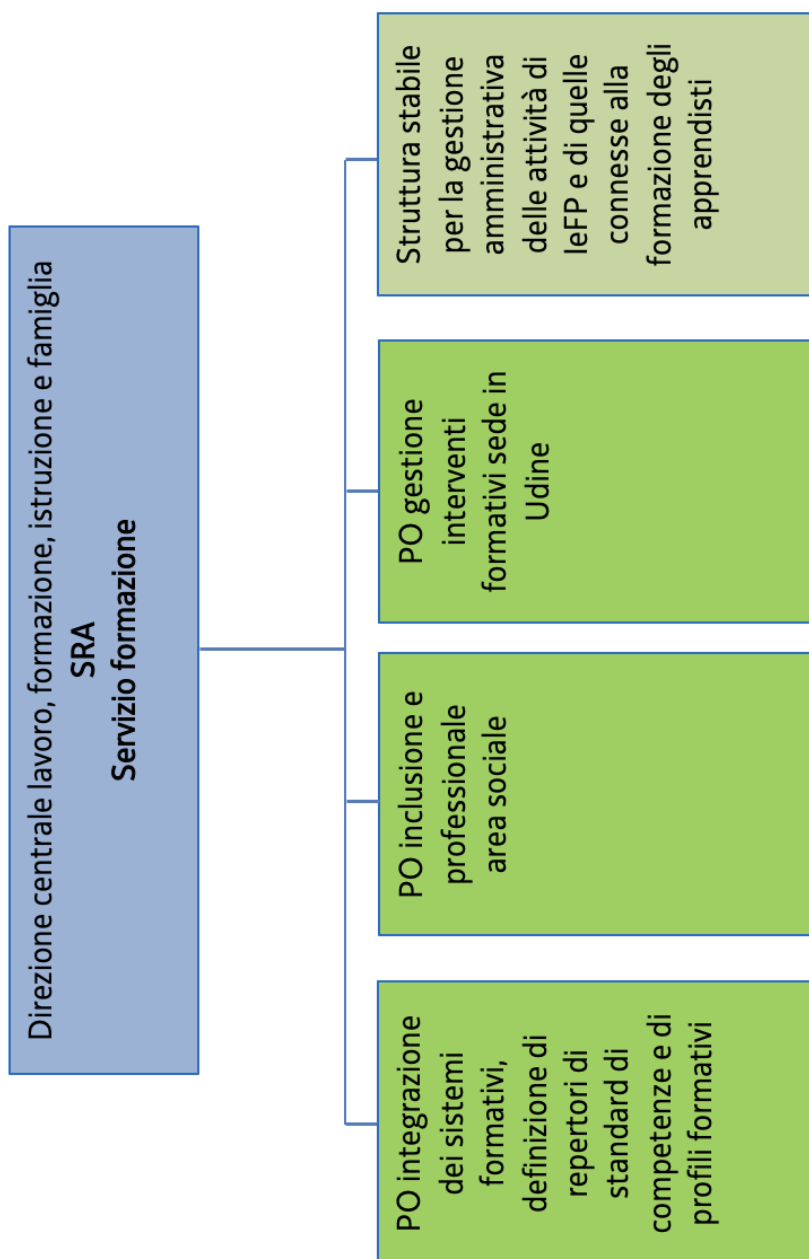 Direzione centrale lavoro, formazione, istruzione e famiglia
SRA
Servizio formazione
PO integrazione
dei sistemi
formativi,
definizione di
repertori di
standard di
competenze e di
profili formativi
PO inclusione e
professionale
area sociale
PO gestione
interventi
formativi sede in
Udine
Struttura stabile
per la gestione
amministrativa
delle attività di
IeFP e di quelle
connesse alla
formazione degli
apprendisti